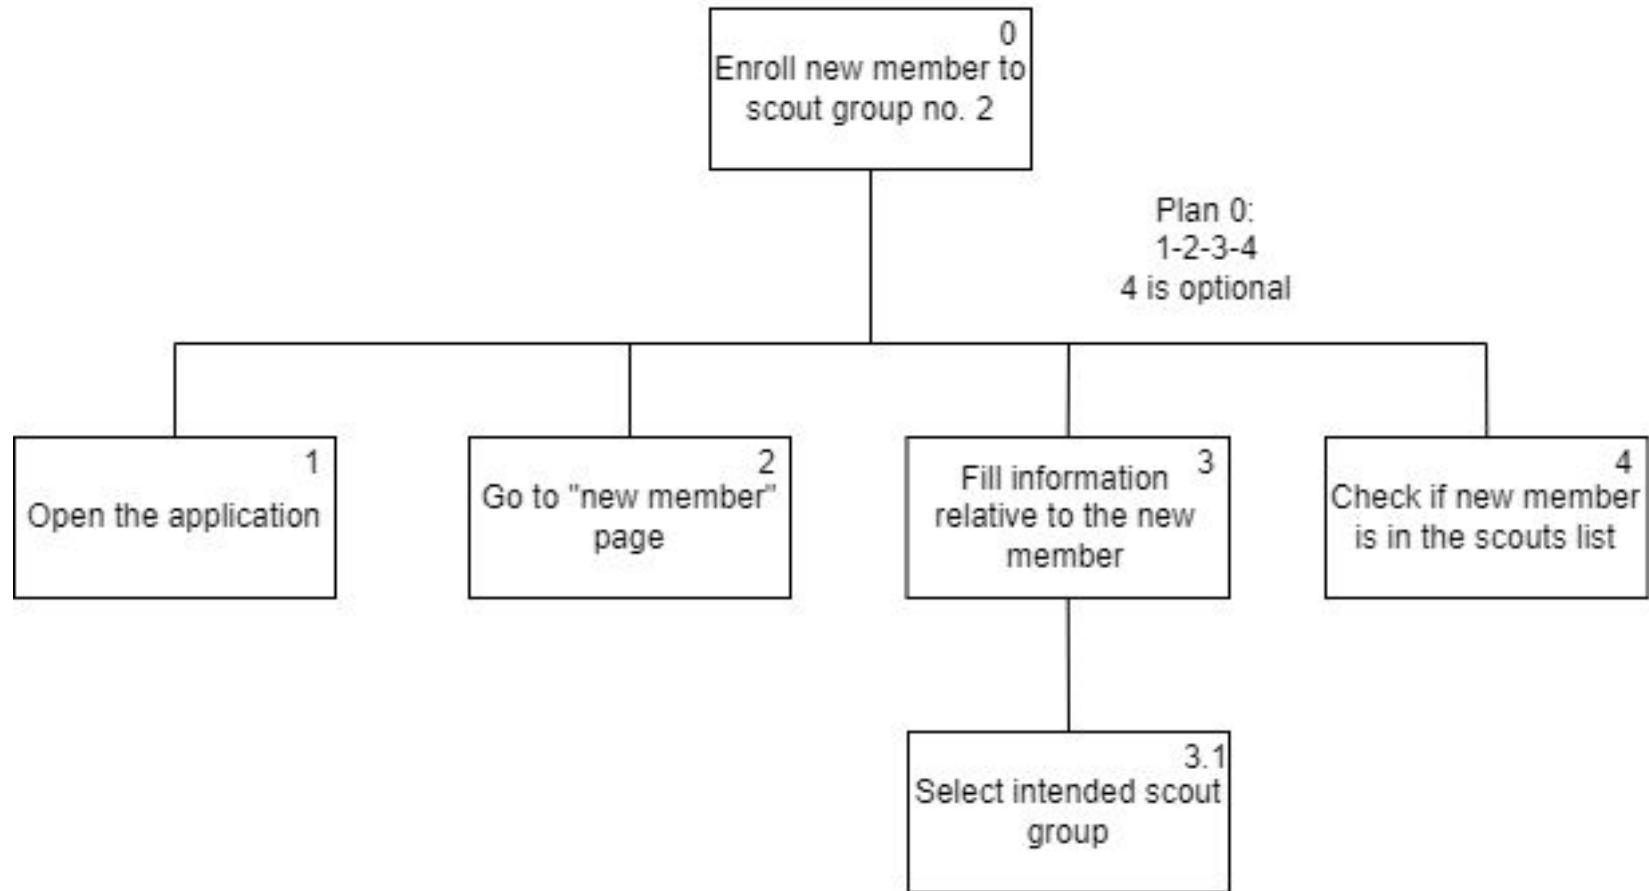 0
Enroll new member to
scout group no. 2
Plan 0:
1-2-3-4
4 is optional
1
Open the application
2
Go to "new member"
page
3
Fill information
relative to the new
member
4
Check if new member
is in the scouts list
3.1
Select intended scout
group